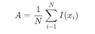 A = \frac{1}{N} \sum_{i=1}^{N} I(x_i)